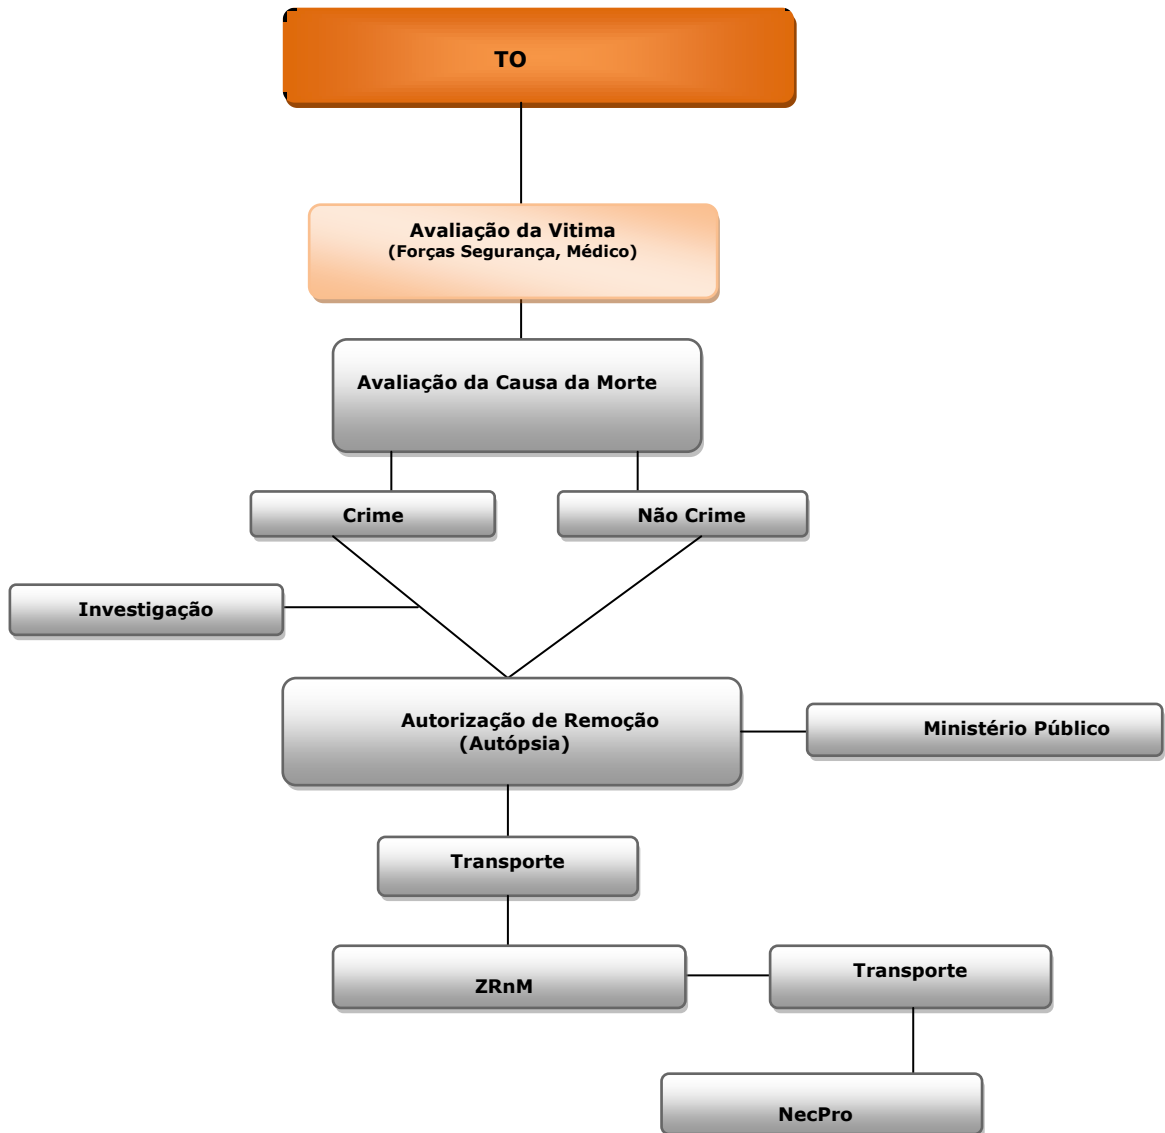 TO
Avaliação da Vitima
(Forças Segurança, Médico)
Avaliação da Causa da Morte
Crime
Não Crime
Investigação
Autorização de Remoção
(Autópsia)
Ministério Público
Transporte
ZRnM
Transporte
NecPro